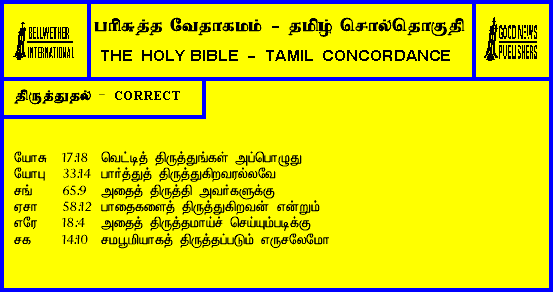 BELLWETHER
INTERNATIONAL
பரிசுத்த வேதாகமம் - தமிழ் சொல்தொகுதி
THE HOLY BIBLE - TAMIL CONCORDANCE
GOOD NEWS
PUBLISHERS
திருத்துதல் - CORRECT
யோசு 17:18 வெட்டித் திருத்துங்கள் அப்பொழுது
யோபு 33:14 பார்த்துத் திருத்துகிறவரல்லவே
சங் 65:9 அதைத் திருத்தி அவர்களுக்கு
ஏசா 58:12 பாதைகளைத் திருத்துகிறவன் என்றும்
எரே 18:4 அதைத் திருத்தமாய்ச் செய்யும்படிக்கு
சக 14:10 சமபூமியாகத் திருத்தப்படும் எருசலேமோ